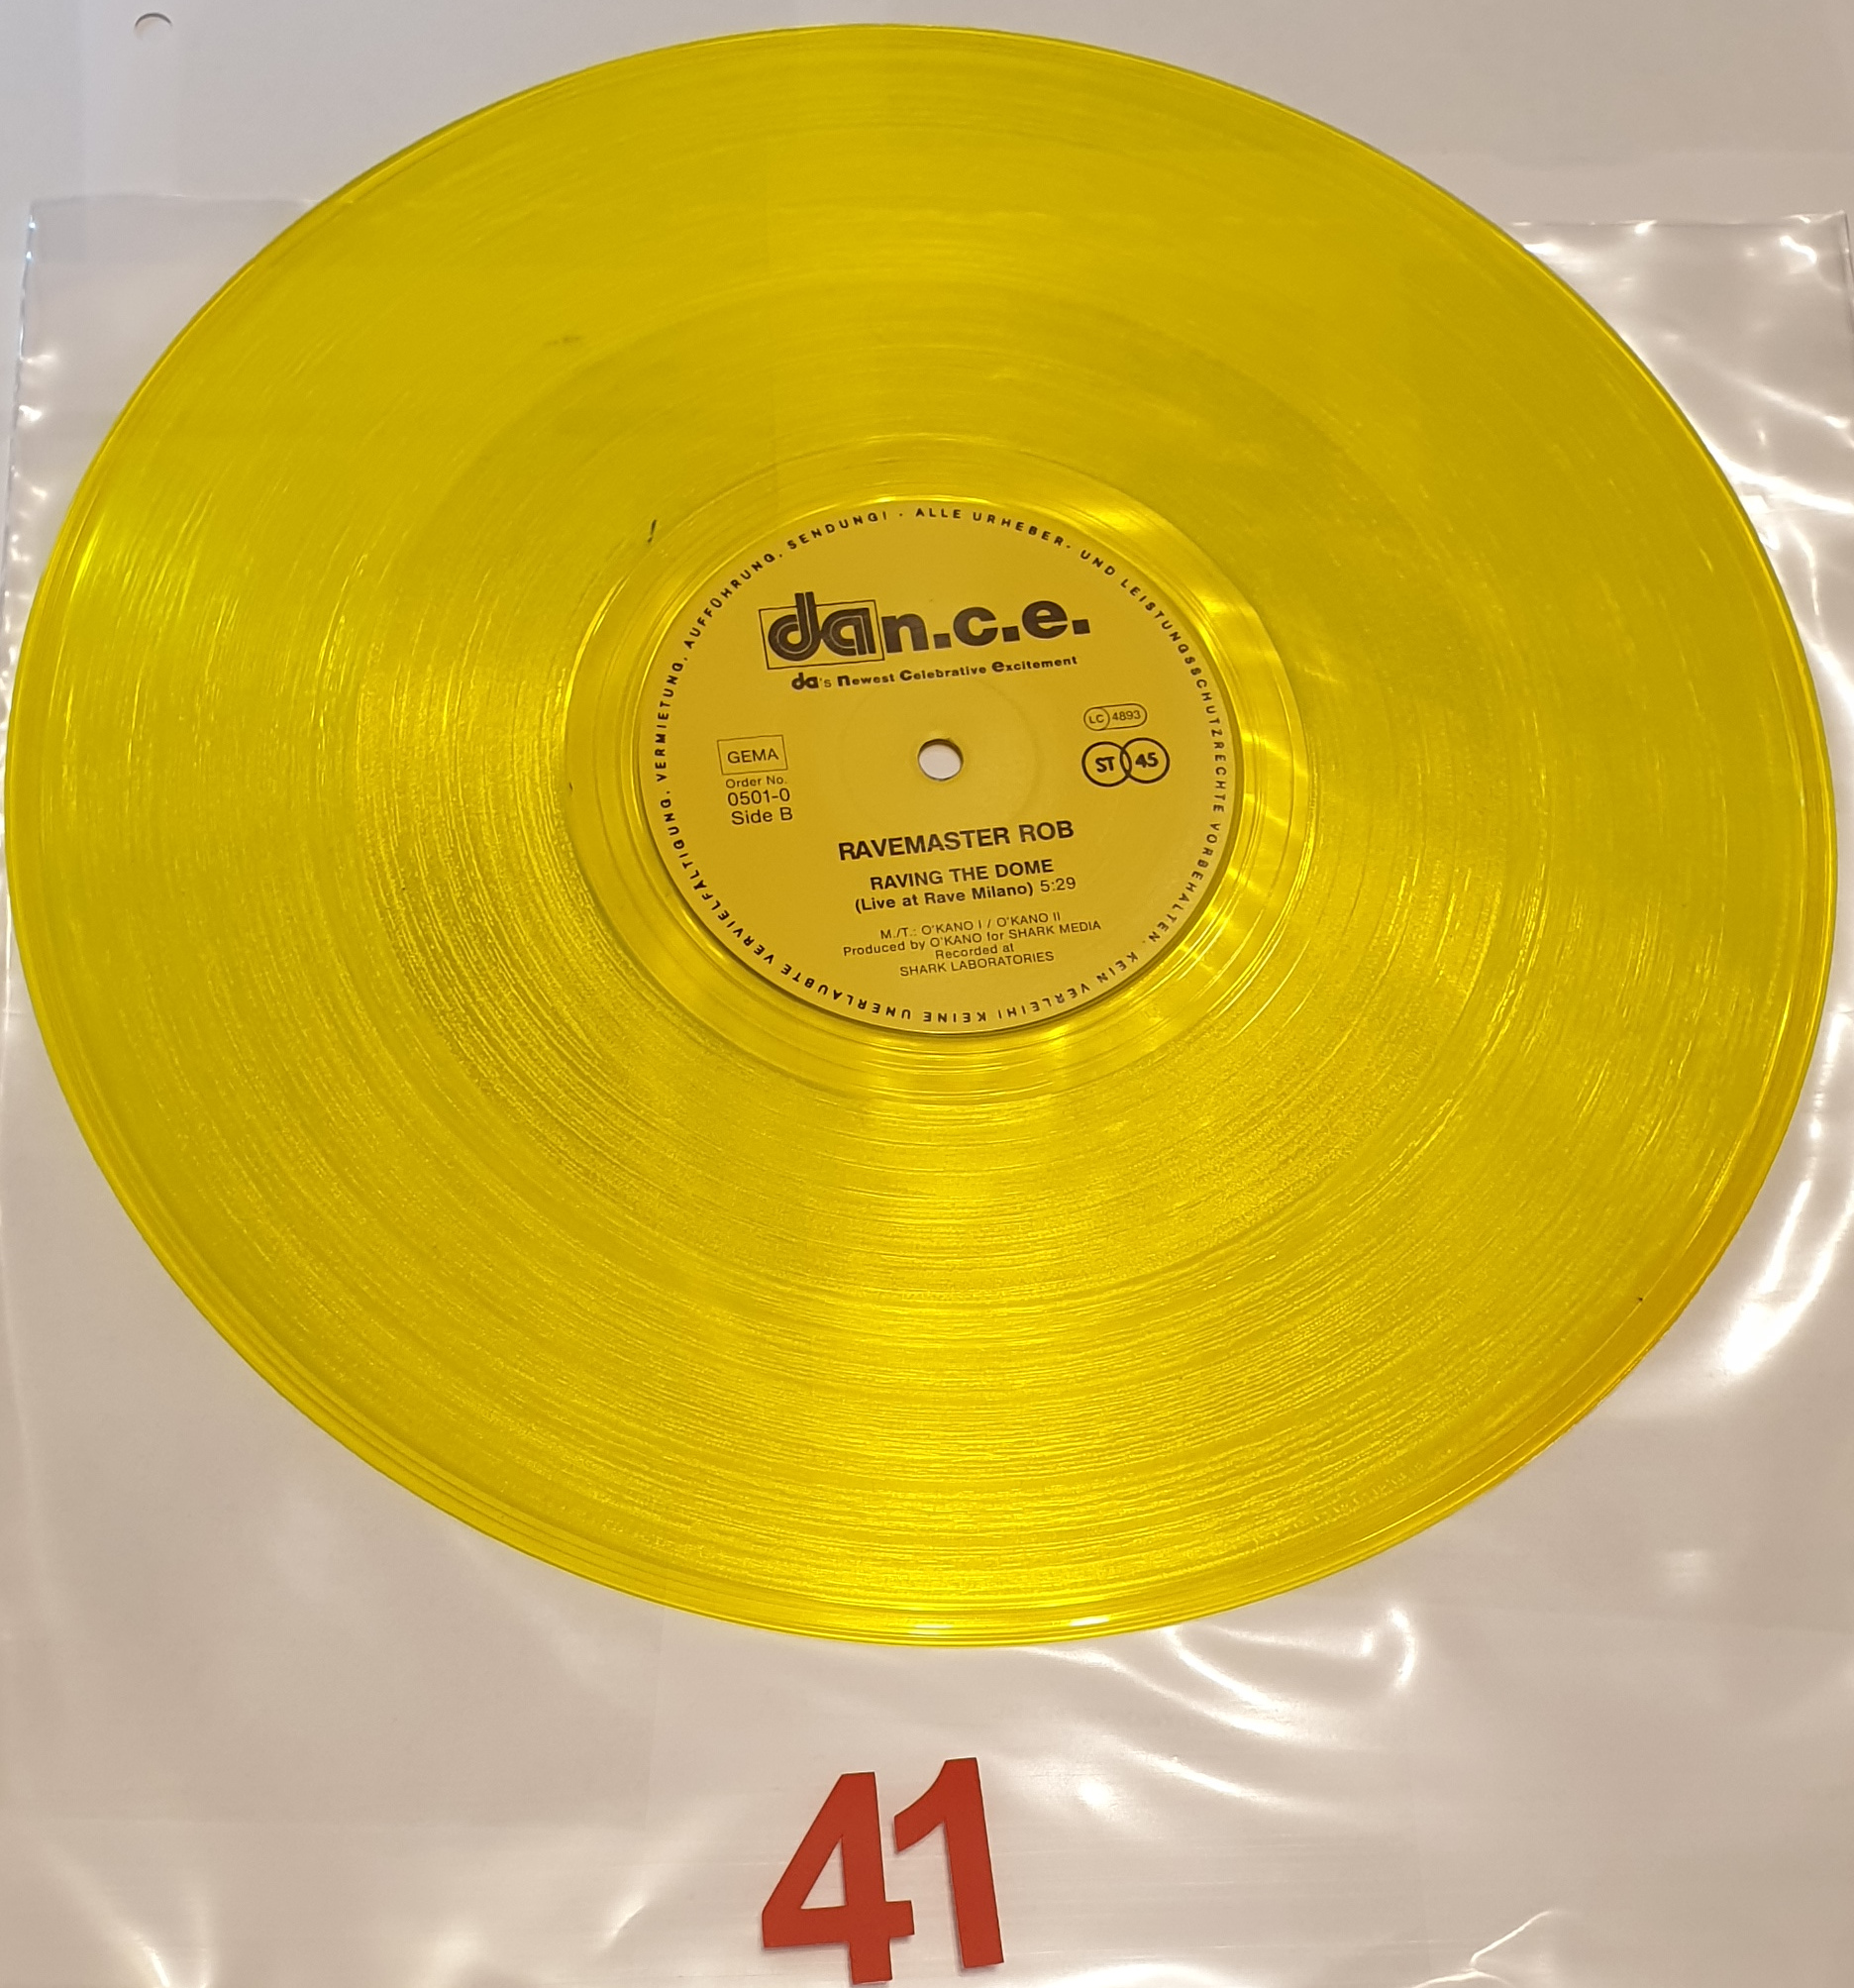 ALLE URHEBER- UND LEISTUNGSSCHUTZRECHTE VORBEHALTEN. KEIN VERLEIH! KEINE UNERLAUBTE VERVIELFÄLTIGUNG, VERMIETUNG, AUFFÜHRUNG, SENDUNG! ·
dan.c.e.
da's Newest Celebrative Excitement
LC 4893
GEMA
ST 45
Order No.
0501-0
Side B
RAVEMASTER ROB
RAVING THE DOME
(Live at Rave Milano) 5:29
M./T.: O'KANO I / O'KANO II
Produced by O'KANO for SHARK MEDIA
Recorded at
SHARK LABORATORIES
41